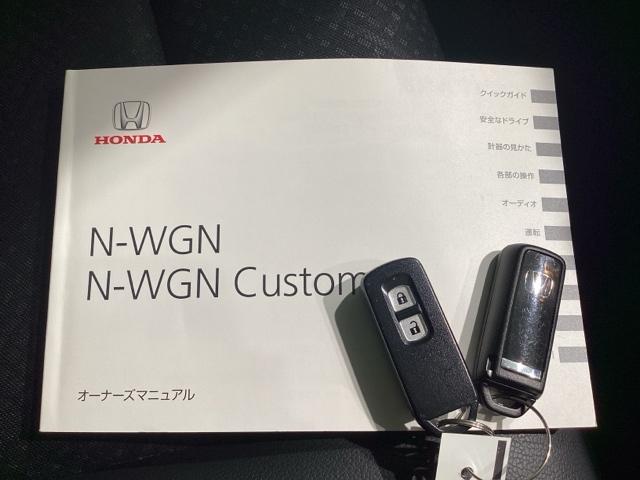 HONDA
N-WGN
N-WGN Custom
オーナーズマニュアル
クイックガイド
安全なドライブ
計器の見かた
各部の操作
オーディオ
運転